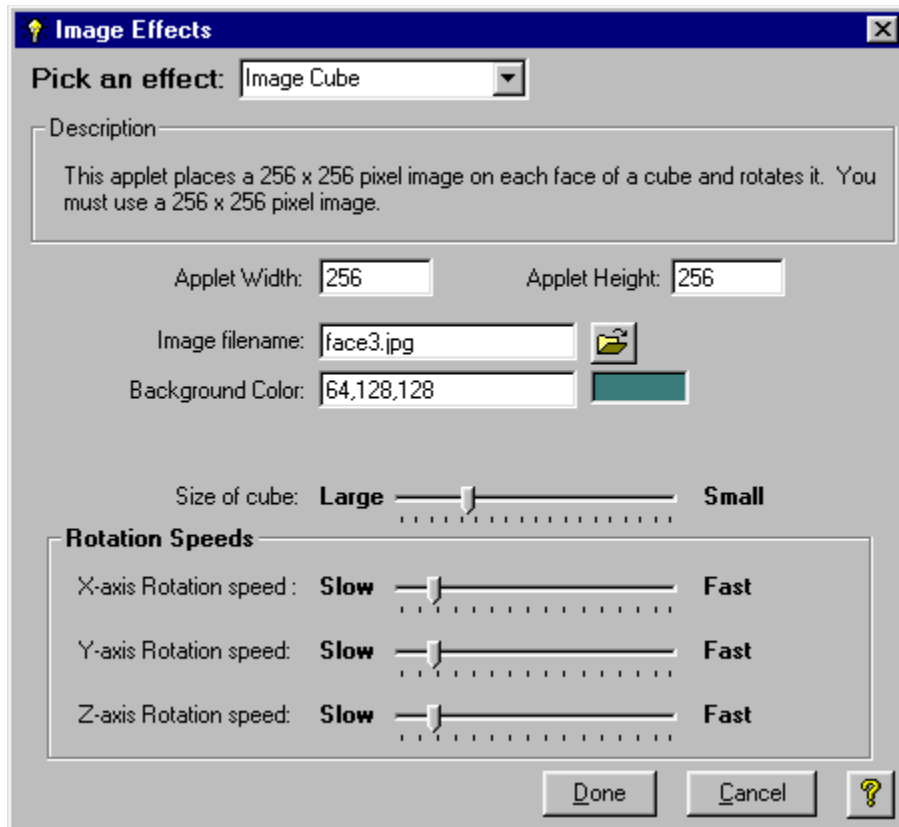 Image Effects
Pick an effect: Image Cube
Description
This applet places a 256 x 256 pixel image on each face of a cube and rotates it. You
must use a 256 x 256 pixel image.
Applet Width: 256 Applet Height: 256
Image filename: face3.jpg
Background Color: 64,128,128
Size of cube: Large Small
Rotation Speeds
X-axis Rotation speed : Slow Fast
Y-axis Rotation speed: Slow Fast
Z-axis Rotation speed: Slow Fast
Done Cancel ?